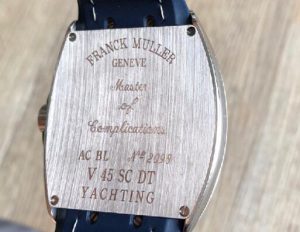 FRANCK MULLER
GENEVE
Master
of
Complications
AC BL Nº 2099
V 45 SC DT
YACHTING